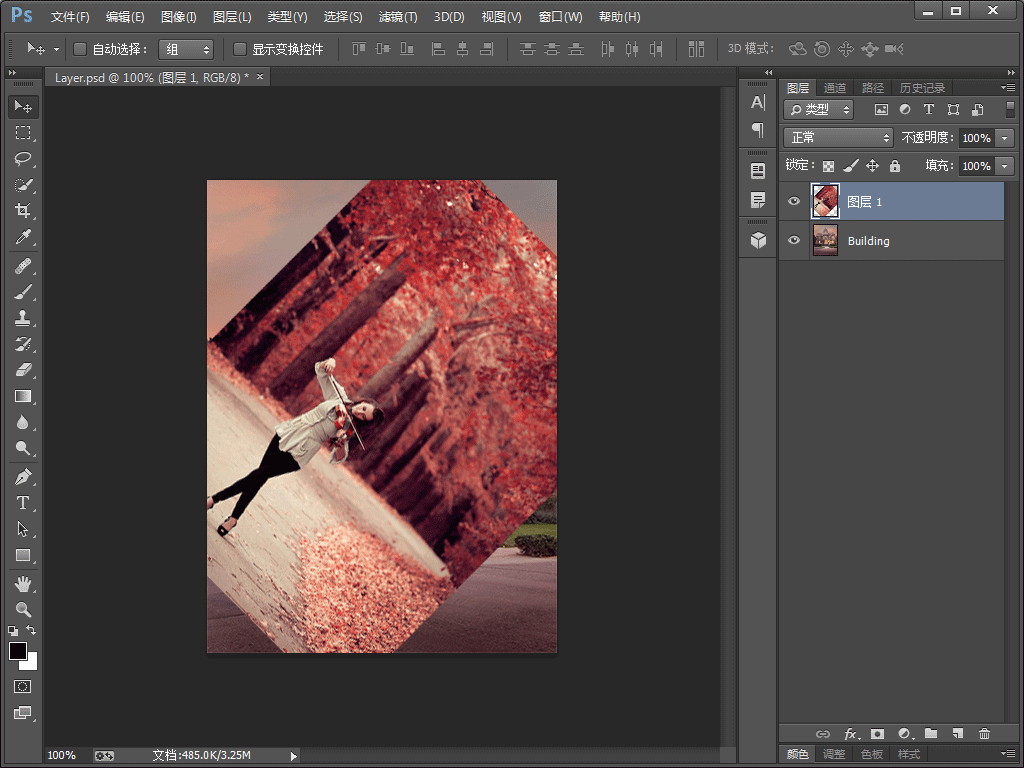 Ps 文件(F) 编辑(E) 图像(I) 图层(L) 类型(Y) 选择(S) 滤镜(T) 3D(D) 视图(V) 窗口(W) 帮助(H)
自动选择： 组 显示变换控件 3D 模式：
Layer.psd @ 100% (图层 1, RGB/8) * ×
图层 通道 路径 历史记录
类型
正常 不透明度： 100%
锁定： 填充： 100%
图层 1
Building
100% 文档:485.0K/3.25M
颜色 调整 色板 样式